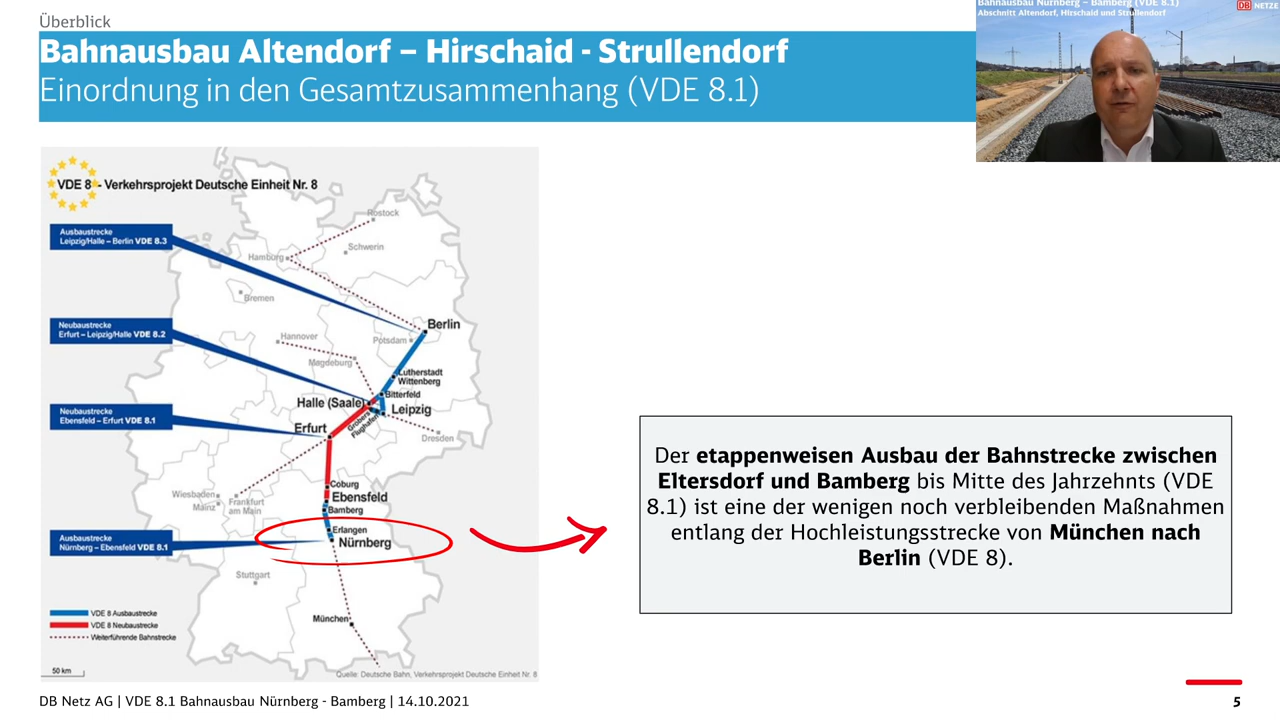 Überblick
Bahnausbau Altendorf – Hirschaid - Strullendorf
Einordnung in den Gesamtzusammenhang (VDE 8.1)
Bahnausbau Nürnberg – Bamberg (VDE 8.1)
Abschnitt Altendorf, Hirschaid und Strullendorf
DB NETZE
VDE 8 - Verkehrsprojekt Deutsche Einheit Nr. 8
Ausbaustrecke
Leipzig/Halle – Berlin VDE 8.3
Neubaustrecke
Erfurt – Leipzig/Halle VDE 8.2
Neubaustrecke
Ebensfeld – Erfurt VDE 8.1
Ausbaustrecke
Nürnberg – Ebensfeld VDE 8.1
Rostock
Schwerin
Hamburg
Bremen
Berlin
Hannover
Potsdam
Magdeburg
Lutherstadt
Wittenberg
Bitterfeld
Halle (Saale)
Leipzig
Gröbers
Flughafen
Erfurt
Dresden
Coburg
Wiesbaden
Mainz
Frankfurt
am Main
Ebensfeld
Bamberg
Erlangen
Nürnberg
Stuttgart
München
VDE 8 Ausbaustrecke
VDE 8 Neubaustrecke
Weiterführende Bahnstrecke
50 km
Quelle: Deutsche Bahn, Verkehrsprojekt Deutsche Einheit Nr. 8
Der etappenweisen Ausbau der Bahnstrecke zwischen
Eltersdorf und Bamberg bis Mitte des Jahrzehnts (VDE
8.1) ist eine der wenigen noch verbleibenden Maßnahmen
entlang der Hochleistungsstrecke von München nach
Berlin (VDE 8).
DB Netz AG | VDE 8.1 Bahnausbau Nürnberg - Bamberg | 14.10.2021
5